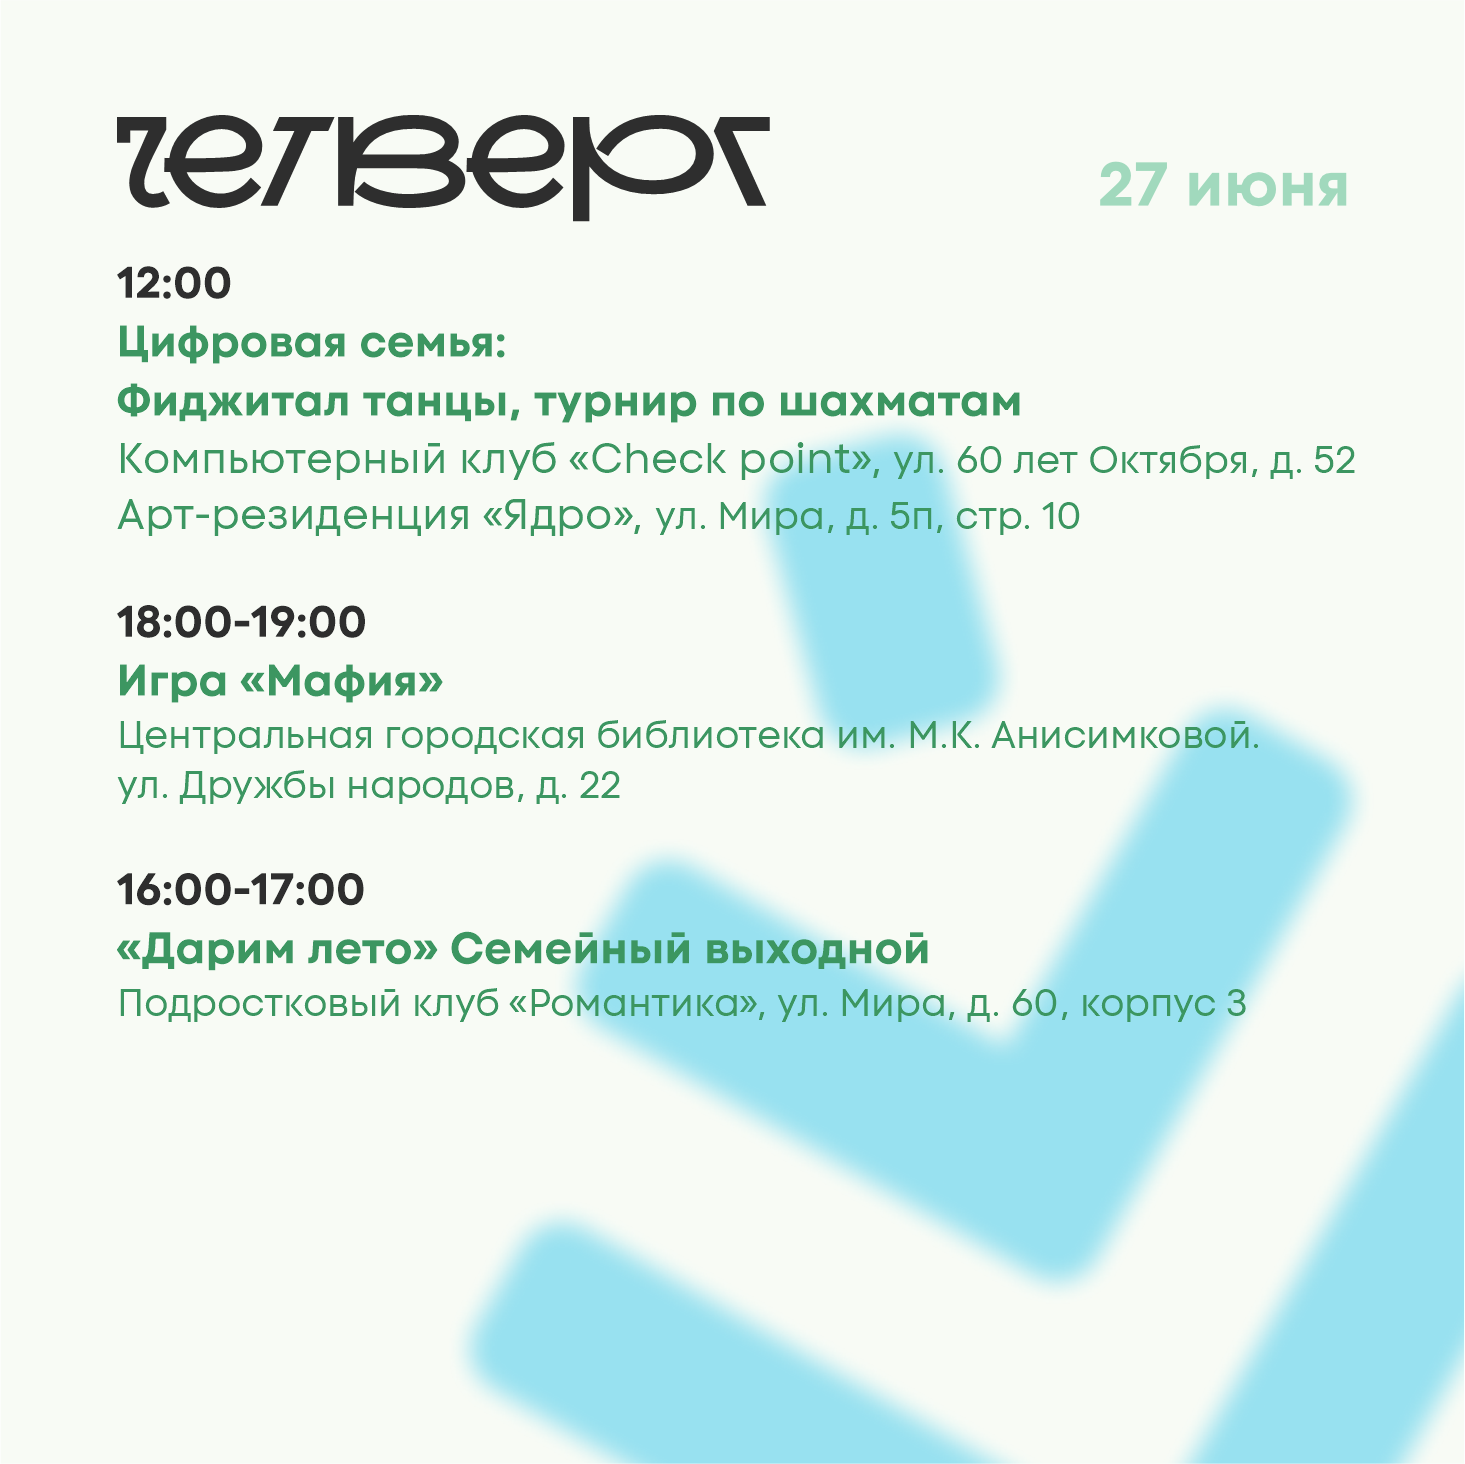 четверг
27 июня
12:00
Цифровая семья:
Фиджитал танцы, турнир по шахматам
Компьютерный клуб «Check point», ул. 60 лет Октября, д. 52
Арт-резиденция «Ядро», ул. Мира, д. 5п, стр. 10
18:00-19:00
Игра «Мафия»
Центральная городская библиотека им. М.К. Анисимковой.
ул. Дружбы народов, д. 22
16:00-17:00
«Дарим лето» Семейный выходной
Подростковый клуб «Романтика», ул. Мира, д. 60, корпус 3